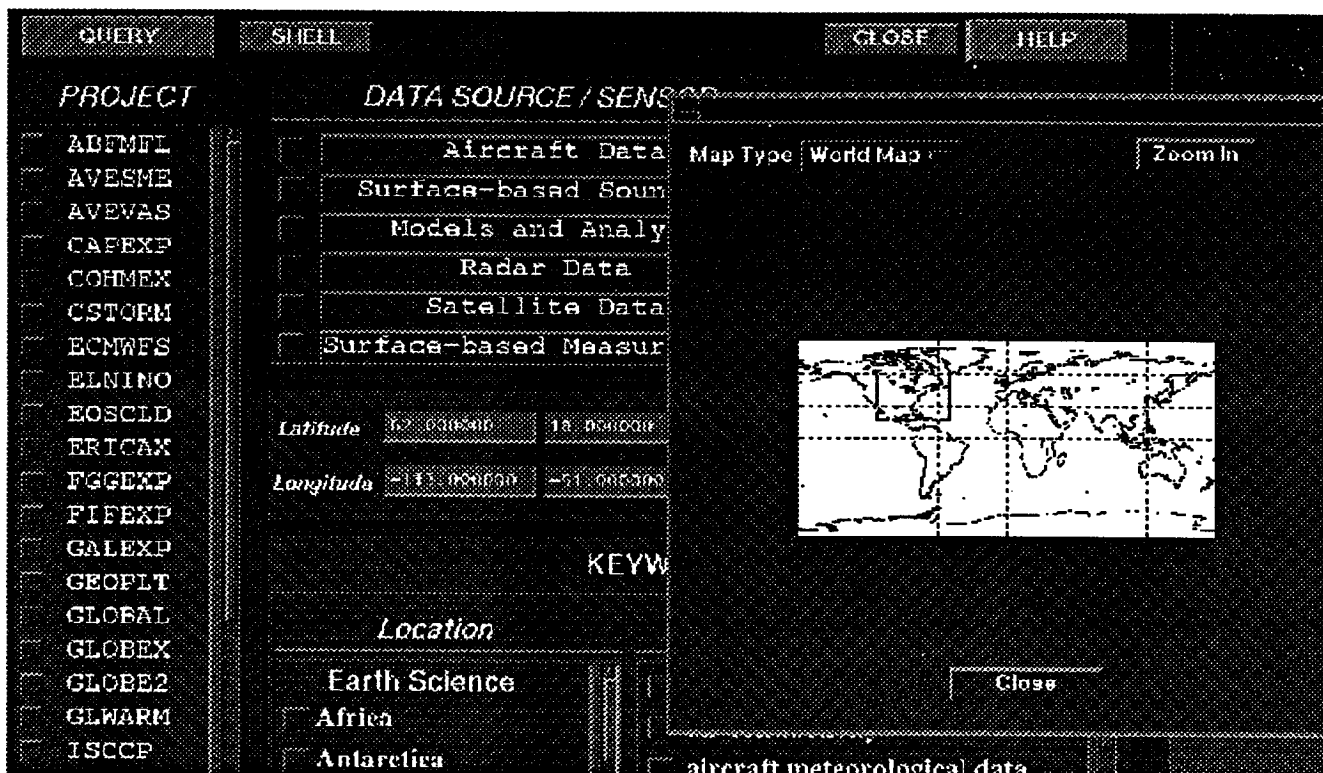 QUERY SHELL CLOSE HELP
PROJECT
ABFMFL
AVESME
AVEVAS
CAPEXP
COHMEX
CSTORM
ECMWFS
ELNINO
EOSCLD
ERICAX
FGGEXP
FIFEXP
GALEXP
GEOPLT
GLOBAL
GLOBEX
GLOBE2
GLWARM
ISCCP
DATA SOURCE / SENSOR
Aircraft Data
Surface-based Soun
Models and Analy
Radar Data
Satellite Data
Surface-based Measur
Latitude
Longitude
KEYW
Location
Earth Science
Africa
Antarctica
Map Type World Map Zoom In
Close
aircraft meteorological data